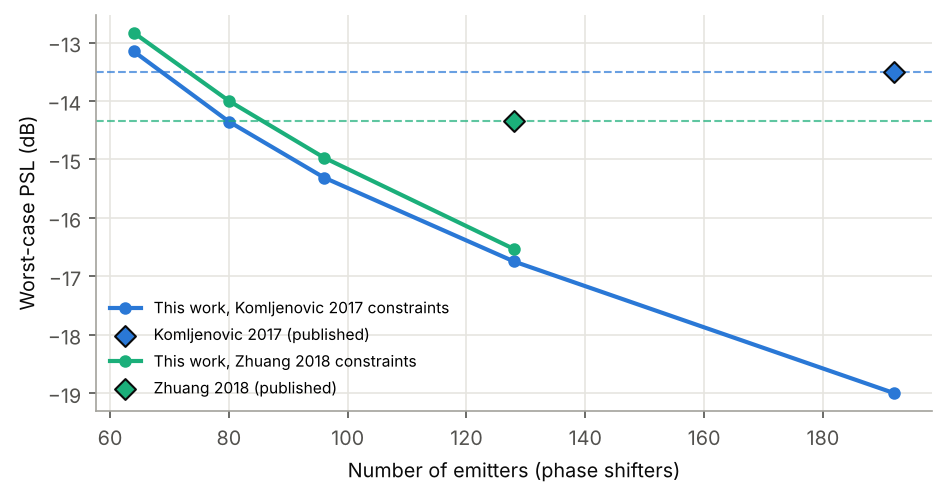 −13
−14
−15
−16
−17
−18
−19
Worst-case PSL (dB)
This work, Komljenovic 2017 constraints
Komljenovic 2017 (published)
This work, Zhuang 2018 constraints
Zhuang 2018 (published)
60 80 100 120 140 160 180
Number of emitters (phase shifters)